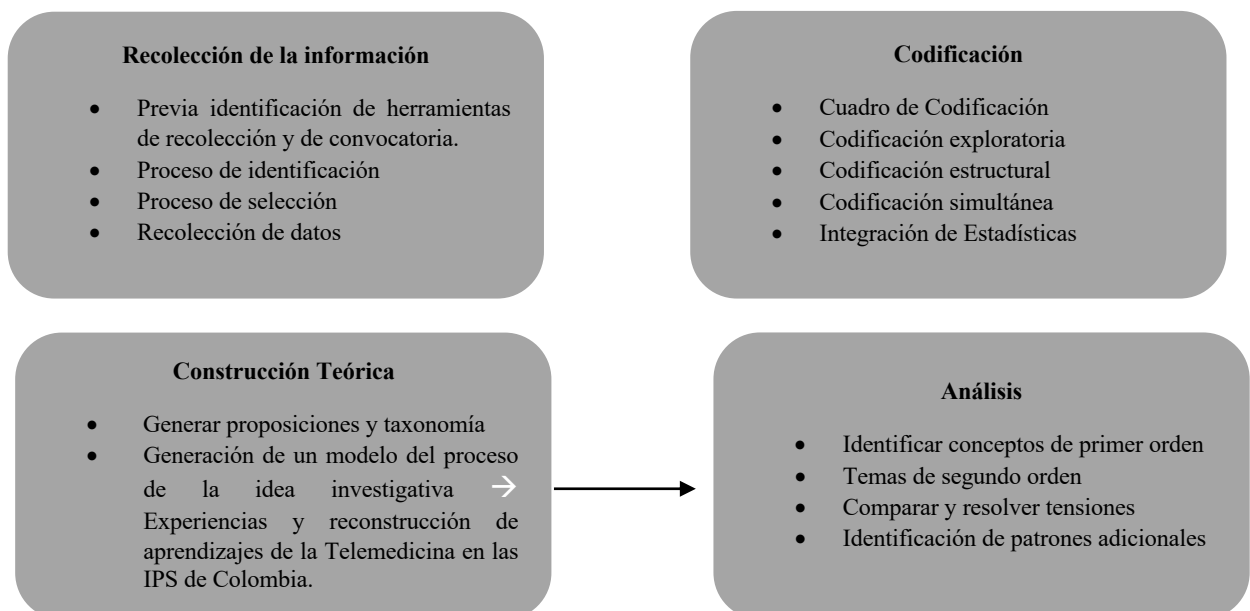 Recolección de la información
• Previa identificación de herramientas
de recolección y de convocatoria.
• Proceso de identificación
• Proceso de selección
• Recolección de datos
Codificación
• Cuadro de Codificación
• Codificación exploratoria
• Codificación estructural
• Codificación simultánea
• Integración de Estadísticas
Construcción Teórica
• Generar proposiciones y taxonomía
• Generación de un modelo del proceso
de la idea investigativa →
Experiencias y reconstrucción de
aprendizajes de la Telemedicina en las
IPS de Colombia.
Análisis
• Identificar conceptos de primer orden
• Temas de segundo orden
• Comparar y resolver tensiones
• Identificación de patrones adicionales